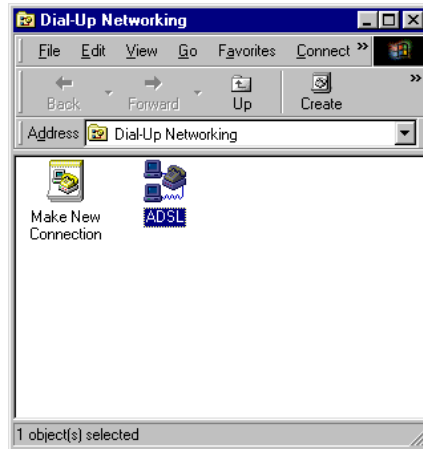 Dial-Up Networking
File Edit View Go Favorites Connect »
Back Forward Up Create »
Address Dial-Up Networking
Make New Connection
ADSL
1 object(s) selected